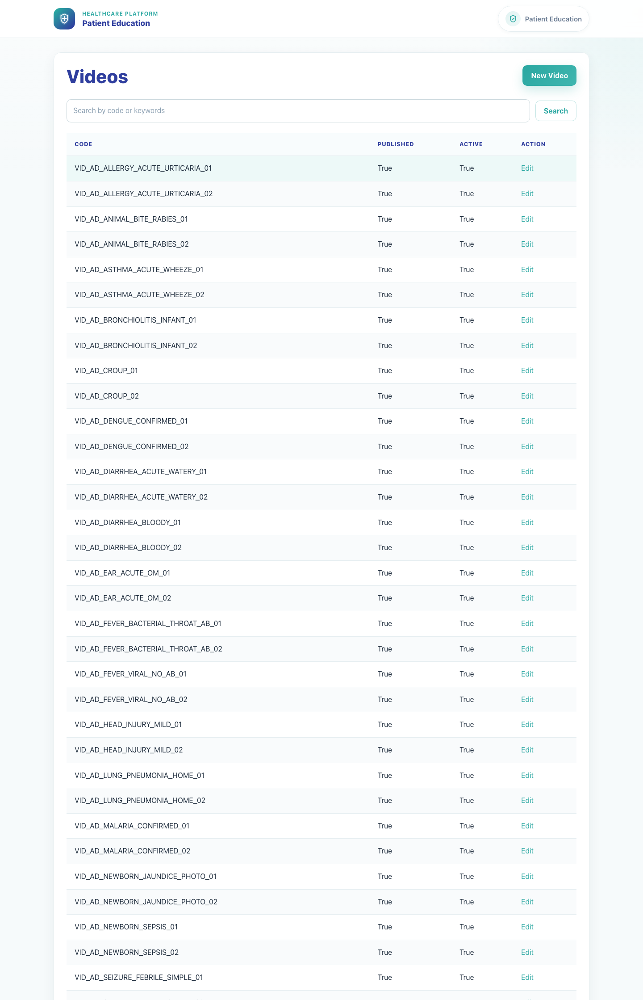 HEALTHCARE PLATFORM
Patient Education
Patient Education
Videos
New Video
Search by code or keywords
Search
CODE PUBLISHED ACTIVE ACTION
VID_AD_ALLERGY_ACUTE_URTICARIA_01 True True Edit
VID_AD_ALLERGY_ACUTE_URTICARIA_02 True True Edit
VID_AD_ANIMAL_BITE_RABIES_01 True True Edit
VID_AD_ANIMAL_BITE_RABIES_02 True True Edit
VID_AD_ASTHMA_ACUTE_WHEEZE_01 True True Edit
VID_AD_ASTHMA_ACUTE_WHEEZE_02 True True Edit
VID_AD_BRONCHIOLITIS_INFANT_01 True True Edit
VID_AD_BRONCHIOLITIS_INFANT_02 True True Edit
VID_AD_CROUP_01 True True Edit
VID_AD_CROUP_02 True True Edit
VID_AD_DENGUE_CONFIRMED_01 True True Edit
VID_AD_DENGUE_CONFIRMED_02 True True Edit
VID_AD_DIARRHEA_ACUTE_WATERY_01 True True Edit
VID_AD_DIARRHEA_ACUTE_WATERY_02 True True Edit
VID_AD_DIARRHEA_BLOODY_01 True True Edit
VID_AD_DIARRHEA_BLOODY_02 True True Edit
VID_AD_EAR_ACUTE_OM_01 True True Edit
VID_AD_EAR_ACUTE_OM_02 True True Edit
VID_AD_FEVER_BACTERIAL_THROAT_AB_01 True True Edit
VID_AD_FEVER_BACTERIAL_THROAT_AB_02 True True Edit
VID_AD_FEVER_VIRAL_NO_AB_01 True True Edit
VID_AD_FEVER_VIRAL_NO_AB_02 True True Edit
VID_AD_HEAD_INJURY_MILD_01 True True Edit
VID_AD_HEAD_INJURY_MILD_02 True True Edit
VID_AD_LUNG_PNEUMONIA_HOME_01 True True Edit
VID_AD_LUNG_PNEUMONIA_HOME_02 True True Edit
VID_AD_MALARIA_CONFIRMED_01 True True Edit
VID_AD_MALARIA_CONFIRMED_02 True True Edit
VID_AD_NEWBORN_JAUNDICE_PHOTO_01 True True Edit
VID_AD_NEWBORN_JAUNDICE_PHOTO_02 True True Edit
VID_AD_NEWBORN_SEPSIS_01 True True Edit
VID_AD_NEWBORN_SEPSIS_02 True True Edit
VID_AD_SEIZURE_FEBRILE_SIMPLE_01 True True Edit